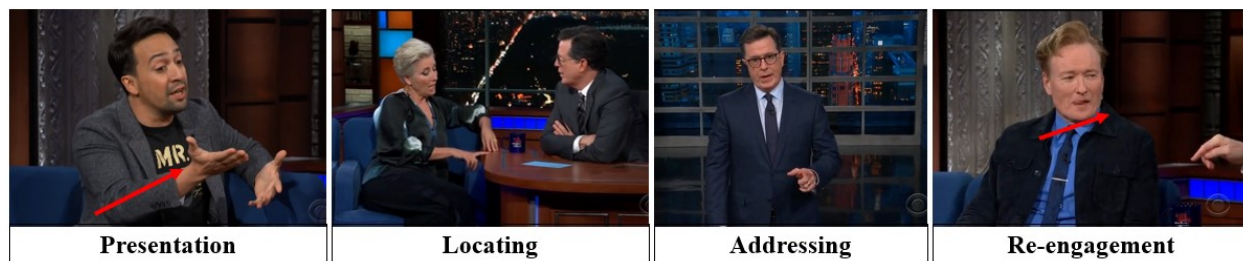 MR.
Presentation
Locating
Addressing
Re-engagement